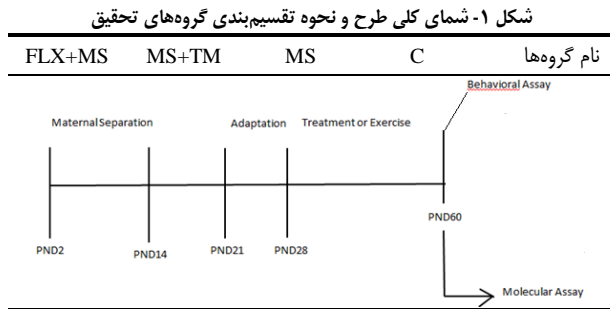 شکل ۱- شمای کلی طرح و نحوه تقسیم‌بندی گروه‌های تحقیق
نام گروه‌ها C MS MS+TM FLX+MS
Behavioral Assay
Maternal Separation Adaptation Treatment or Exercise
PND2 PND14 PND21 PND28 PND60
Molecular Assay